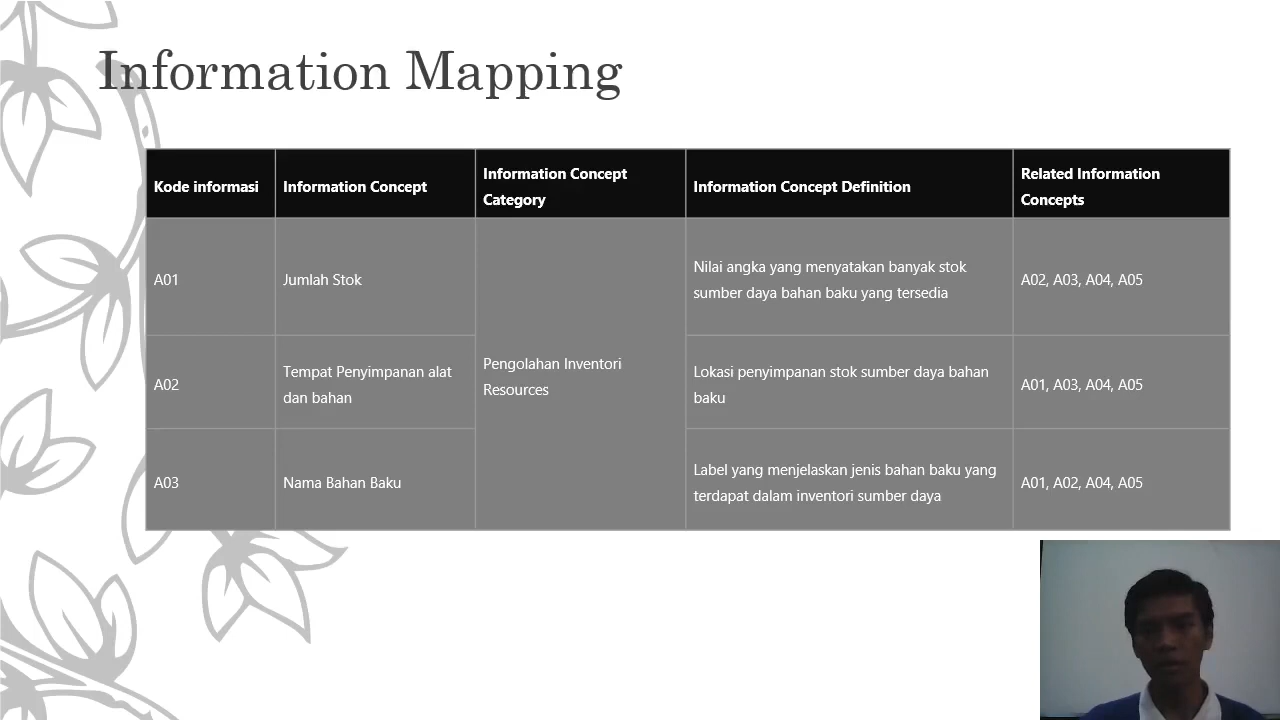 Information Mapping
Kode informasi
Information Concept
Information Concept
Category
Information Concept Definition
Related Information
Concepts
A01
Jumlah Stok
Pengolahan Inventori
Resources
Nilai angka yang menyatakan banyak stok
sumber daya bahan baku yang tersedia
A02, A03, A04, A05
A02
Tempat Penyimpanan alat
dan bahan
Lokasi penyimpanan stok sumber daya bahan
baku
A01, A03, A04, A05
A03
Nama Bahan Baku
Label yang menjelaskan jenis bahan baku yang
terdapat dalam inventori sumber daya
A01, A02, A04, A05